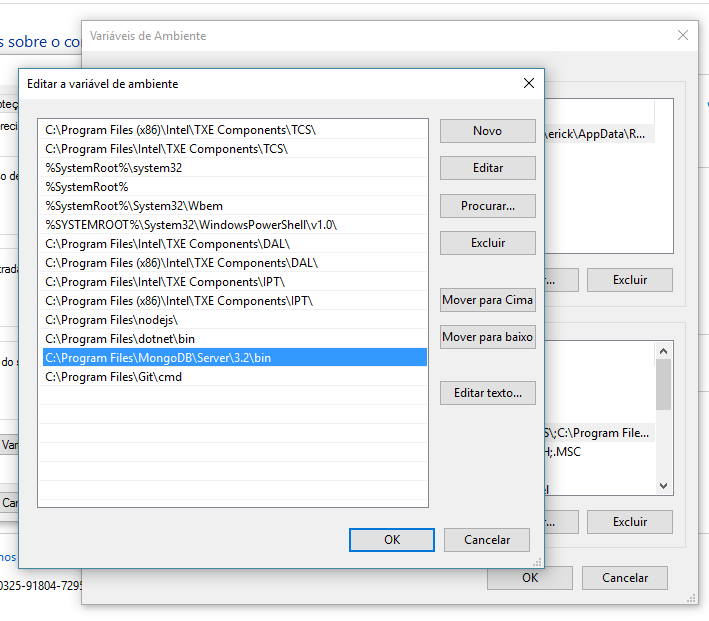 Variáveis de Ambiente
s sobre o co
Editar a variável de ambiente
C:\Program Files (x86)\Intel\TXE Components\TCS\
C:\Program Files\Intel\TXE Components\TCS\
%SystemRoot%\system32
%SystemRoot%
%SystemRoot%\System32\Wbem
%SYSTEMROOT%\System32\WindowsPowerShell\v1.0\
C:\Program Files\Intel\TXE Components\DAL\
C:\Program Files (x86)\Intel\TXE Components\DAL\
C:\Program Files\Intel\TXE Components\IPT\
C:\Program Files (x86)\Intel\TXE Components\IPT\
C:\Program Files\nodejs\
C:\Program Files\dotnet\bin
C:\Program Files\MongoDB\Server\3.2\bin
C:\Program Files\Git\cmd
Novo
Editar
Procurar...
Excluir
Mover para Cima
Mover para baixo
Editar texto...
OK
Cancelar
\erick\AppData\R...
Excluir
S\;C:\Program File...
H;.MSC
Excluir
OK
Cancelar
0325-91804-7295